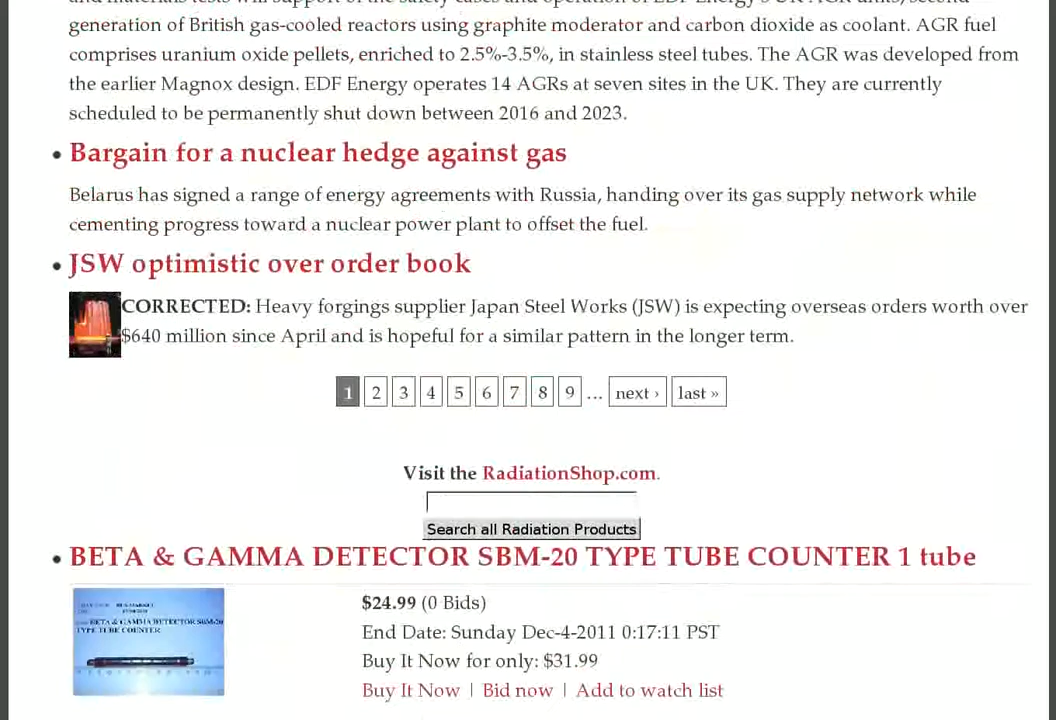 generation of British gas-cooled reactors using graphite moderator and carbon dioxide as coolant. AGR fuel
comprises uranium oxide pellets, enriched to 2.5%-3.5%, in stainless steel tubes. The AGR was developed from
the earlier Magnox design. EDF Energy operates 14 AGRs at seven sites in the UK. They are currently
scheduled to be permanently shut down between 2016 and 2023.
• Bargain for a nuclear hedge against gas
Belarus has signed a range of energy agreements with Russia, handing over its gas supply network while
cementing progress toward a nuclear power plant to offset the fuel.
• JSW optimistic over order book
CORRECTED: Heavy forgings supplier Japan Steel Works (JSW) is expecting overseas orders worth over
$640 million since April and is hopeful for a similar pattern in the longer term.
1 2 3 4 5 6 7 8 9 ... next › last »
Visit the RadiationShop.com.
Search all Radiation Products
• BETA & GAMMA DETECTOR SBM-20 TYPE TUBE COUNTER 1 tube
BETA & GAMMA DETECTOR SBM-20
TYPE TUBE COUNTER
$24.99 (0 Bids)
End Date: Sunday Dec-4-2011 0:17:11 PST
Buy It Now for only: $31.99
Buy It Now | Bid now | Add to watch list